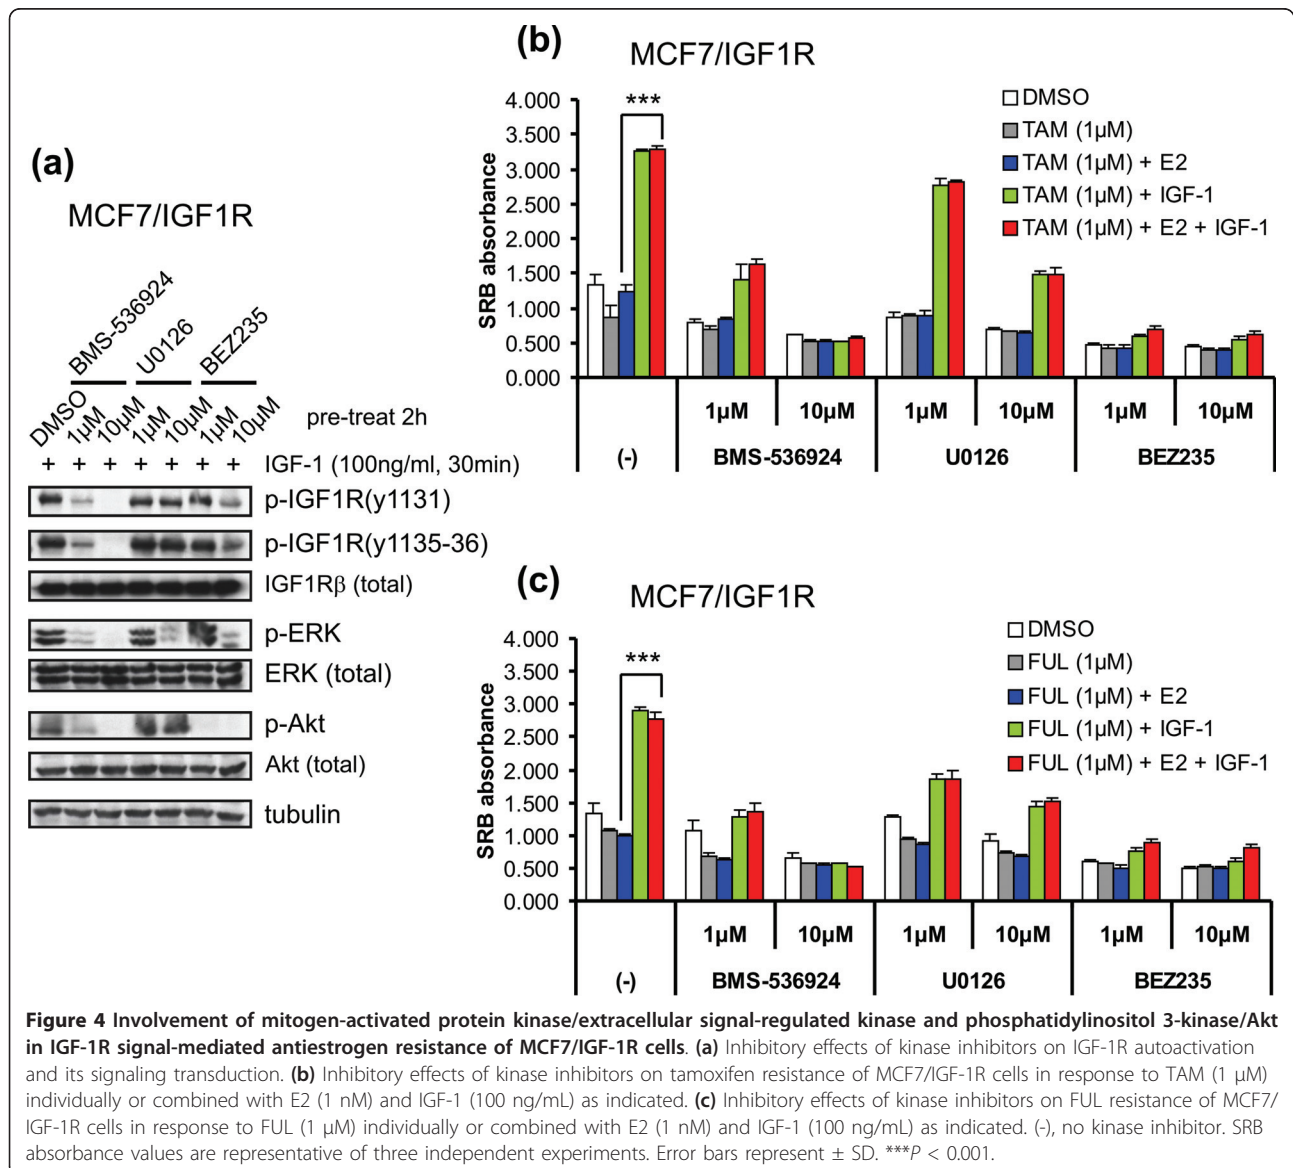 (a)
MCF7/IGF1R
BMS-536924
U0126
BEZ235
DMSO
1µM
10µM
1µM
10µM
1µM
10µM
pre-treat 2h
+ + + + + + + IGF-1 (100ng/ml, 30min)
p-IGF1R(y1131)
p-IGF1R(y1135-36)
IGF1Rβ (total)
p-ERK
ERK (total)
p-Akt
Akt (total)
tubulin
(b)
MCF7/IGF1R
SRB absorbance
4.000
3.500
3.000
2.500
2.000
1.500
1.000
0.500
0.000
***
DMSO
TAM (1µM)
TAM (1µM) + E2
TAM (1µM) + IGF-1
TAM (1µM) + E2 + IGF-1
1µM 10µM 1µM 10µM 1µM 10µM
(-) BMS-536924 U0126 BEZ235
(c)
MCF7/IGF1R
SRB absorbance
4.000
3.500
3.000
2.500
2.000
1.500
1.000
0.500
0.000
***
DMSO
FUL (1µM)
FUL (1µM) + E2
FUL (1µM) + IGF-1
FUL (1µM) + E2 + IGF-1
1µM 10µM 1µM 10µM 1µM 10µM
(-) BMS-536924 U0126 BEZ235
Figure 4 Involvement of mitogen-activated protein kinase/extracellular signal-regulated kinase and phosphatidylinositol 3-kinase/Akt
in IGF-1R signal-mediated antiestrogen resistance of MCF7/IGF-1R cells. (a) Inhibitory effects of kinase inhibitors on IGF-1R autoactivation
and its signaling transduction. (b) Inhibitory effects of kinase inhibitors on tamoxifen resistance of MCF7/IGF-1R cells in response to TAM (1 μM)
individually or combined with E2 (1 nM) and IGF-1 (100 ng/mL) as indicated. (c) Inhibitory effects of kinase inhibitors on FUL resistance of MCF7/
IGF-1R cells in response to FUL (1 μM) individually or combined with E2 (1 nM) and IGF-1 (100 ng/mL) as indicated. (-), no kinase inhibitor. SRB
absorbance values are representative of three independent experiments. Error bars represent ± SD. ***P < 0.001.